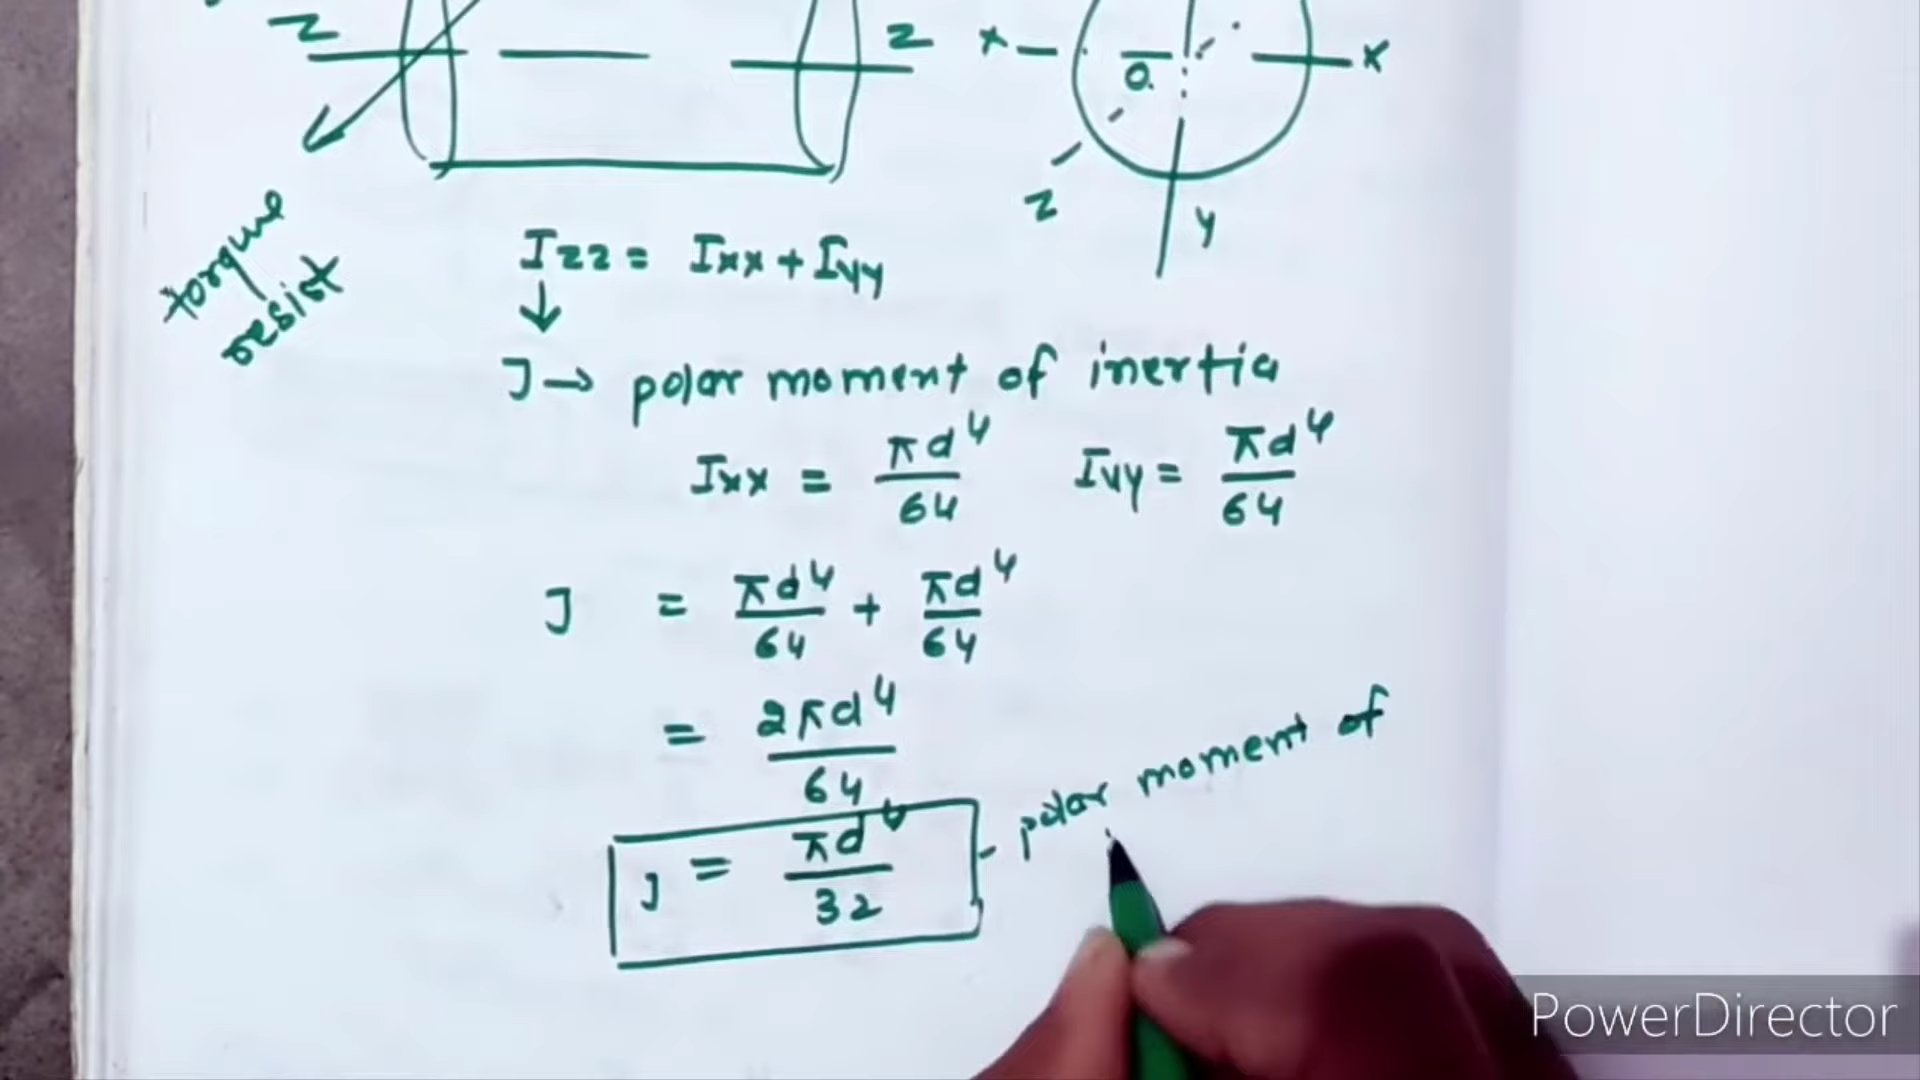 Z Z x x
O.
Z
y
torque
resist
Izz = Ixx + Iyy
↓
J → polar moment of inertia
Ixx = πd⁴/64 Iyy = πd⁴/64
J = πd⁴/64 + πd⁴/64
= 2πd⁴/64
J = πd⁴/32 - polar moment of
PowerDirector